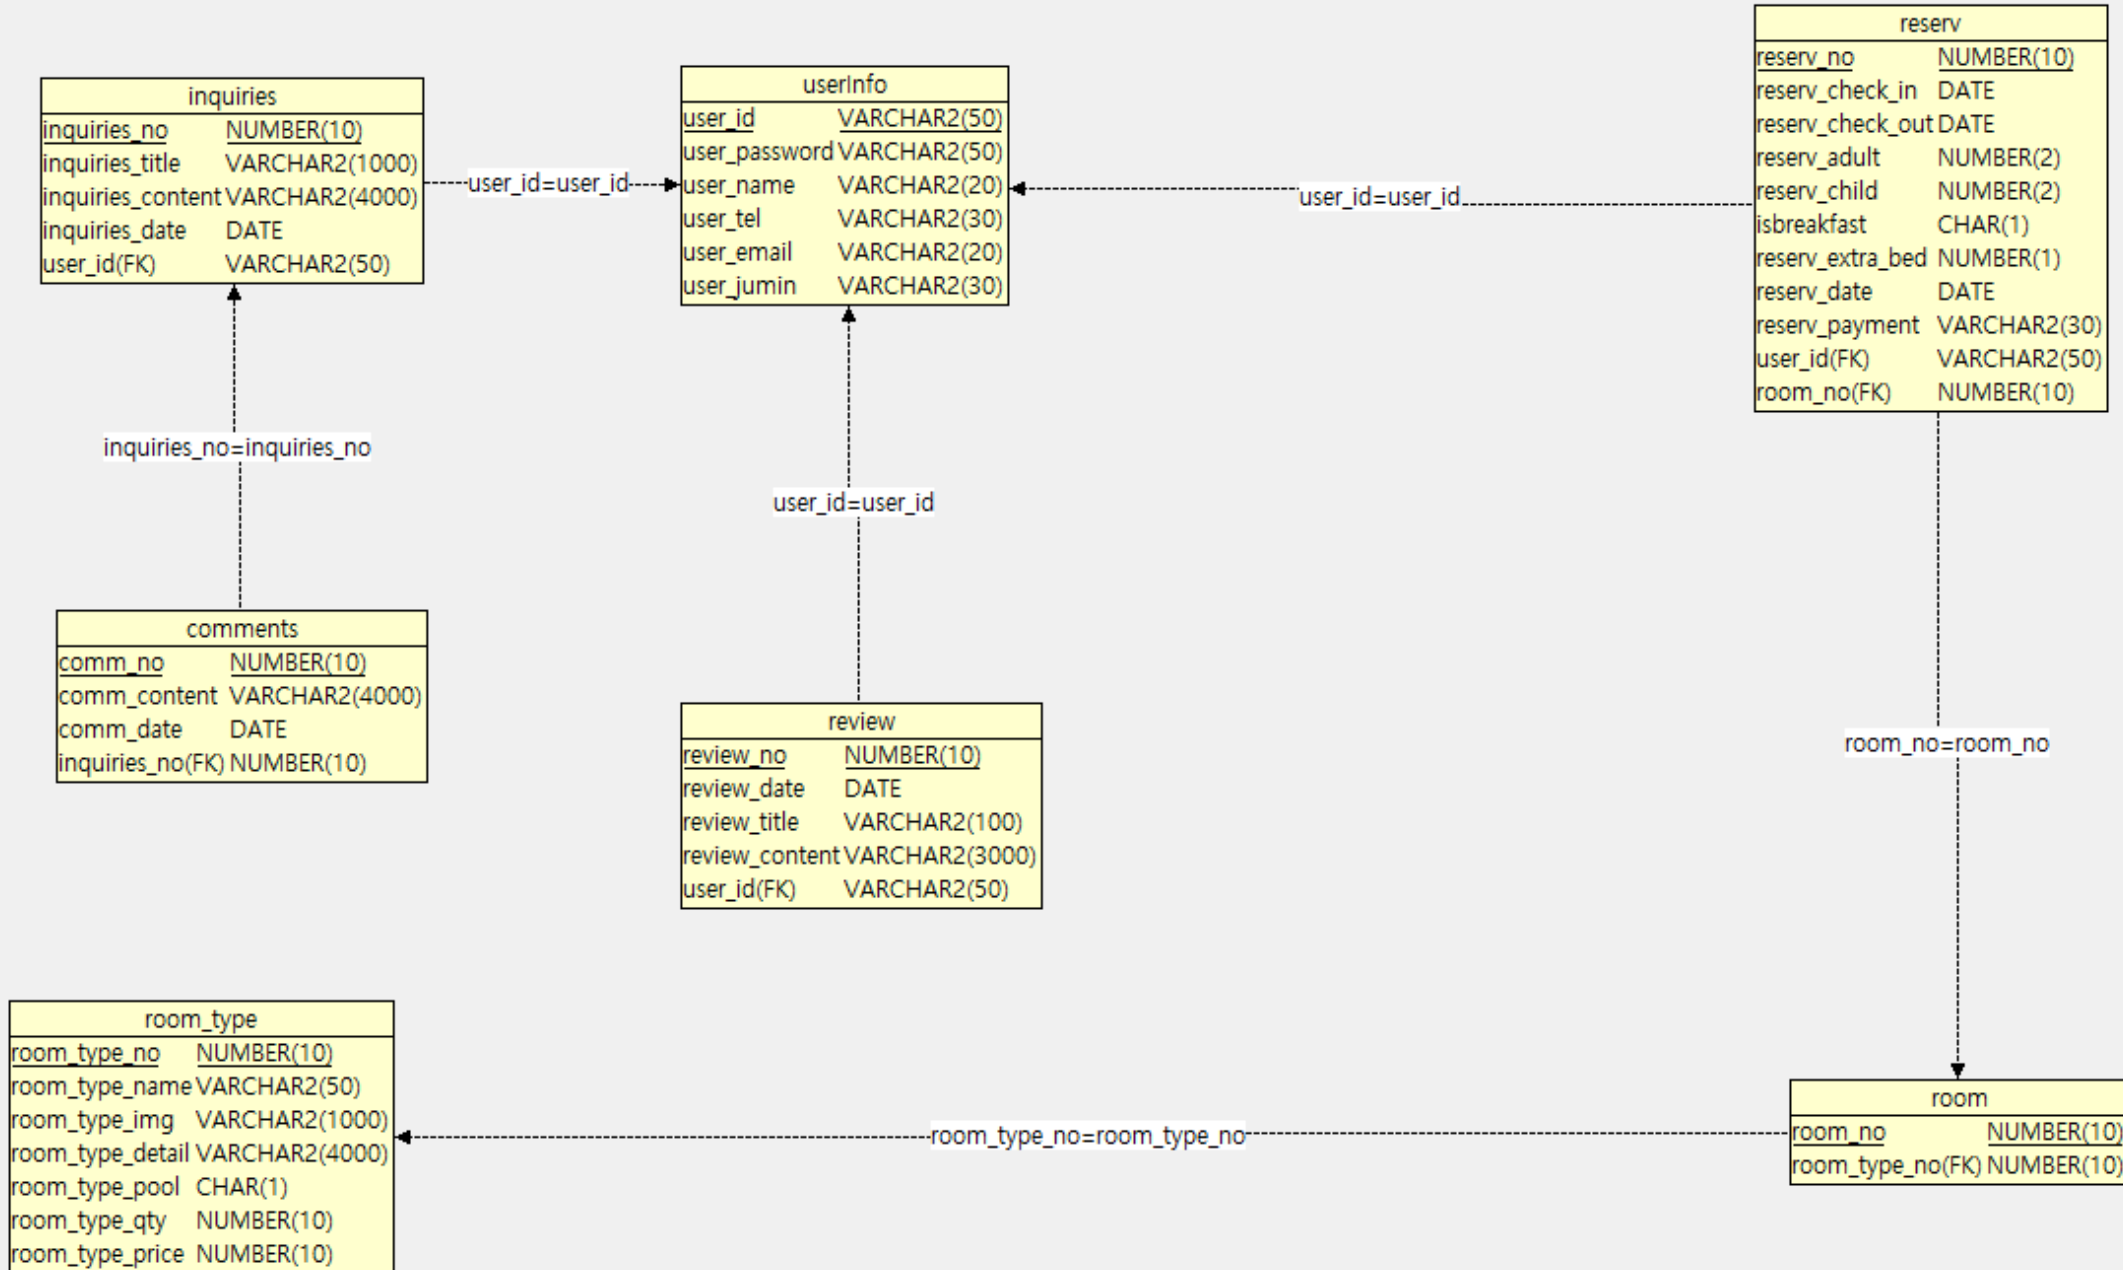 inquiries
inquiries_no NUMBER(10)
inquiries_title VARCHAR2(1000)
inquiries_content VARCHAR2(4000)
inquiries_date DATE
user_id(FK) VARCHAR2(50)
user_id=user_id
userInfo
user_id VARCHAR2(50)
user_password VARCHAR2(50)
user_name VARCHAR2(20)
user_tel VARCHAR2(30)
user_email VARCHAR2(20)
user_jumin VARCHAR2(30)
user_id=user_id
reserv
reserv_no NUMBER(10)
reserv_check_in DATE
reserv_check_out DATE
reserv_adult NUMBER(2)
reserv_child NUMBER(2)
isbreakfast CHAR(1)
reserv_extra_bed NUMBER(1)
reserv_date DATE
reserv_payment VARCHAR2(30)
user_id(FK) VARCHAR2(50)
room_no(FK) NUMBER(10)
inquiries_no=inquiries_no
user_id=user_id
comments
comm_no NUMBER(10)
comm_content VARCHAR2(4000)
comm_date DATE
inquiries_no(FK) NUMBER(10)
review
review_no NUMBER(10)
review_date DATE
review_title VARCHAR2(100)
review_content VARCHAR2(3000)
user_id(FK) VARCHAR2(50)
room_no=room_no
room_type
room_type_no NUMBER(10)
room_type_name VARCHAR2(50)
room_type_img VARCHAR2(1000)
room_type_detail VARCHAR2(4000)
room_type_pool CHAR(1)
room_type_qty NUMBER(10)
room_type_price NUMBER(10)
room_type_no=room_type_no
room
room_no NUMBER(10)
room_type_no(FK) NUMBER(10)